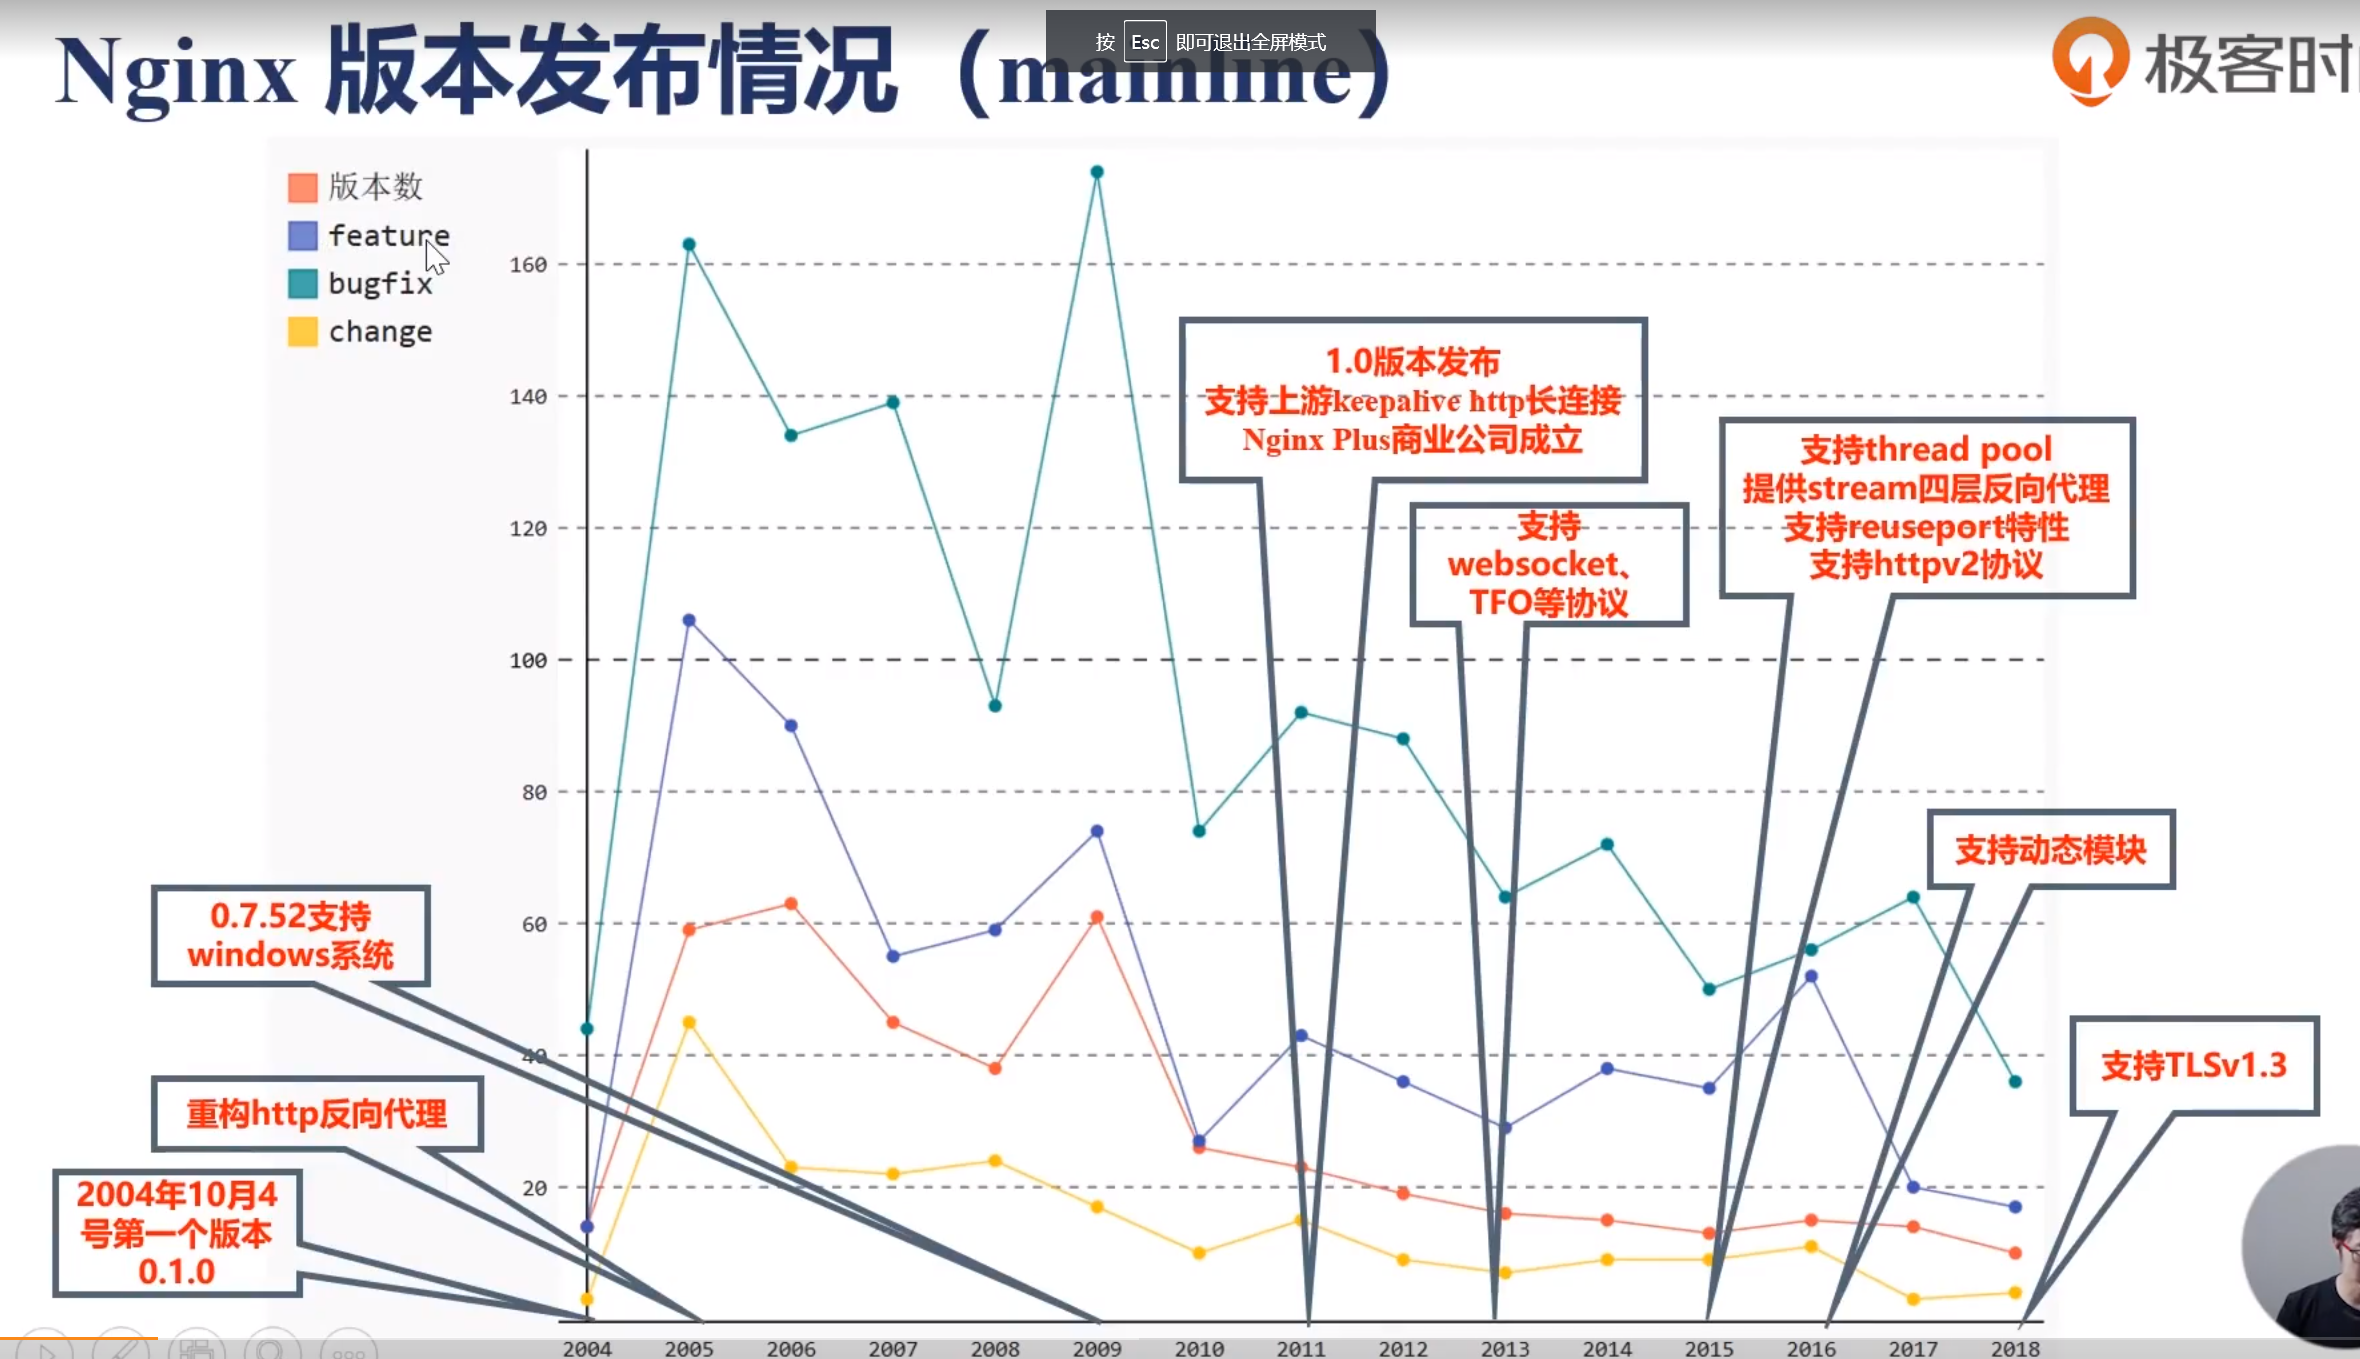 Nginx 版本发布情况（mainline）
按 Esc 即可退出全屏模式
极客时
版本数
feature
bugfix
change
160
140
120
100
80
60
40
20
1.0版本发布
支持上游keepalive http长连接
Nginx Plus商业公司成立
支持
websocket、
TFO等协议
支持thread pool
提供stream四层反向代理
支持reuseport特性
支持httpv2协议
支持动态模块
支持TLSv1.3
0.7.52支持
windows系统
重构http反向代理
2004年10月4
号第一个版本
0.1.0
2004 2005 2006 2007 2008 2009 2010 2011 2012 2013 2014 2015 2016 2017 2018